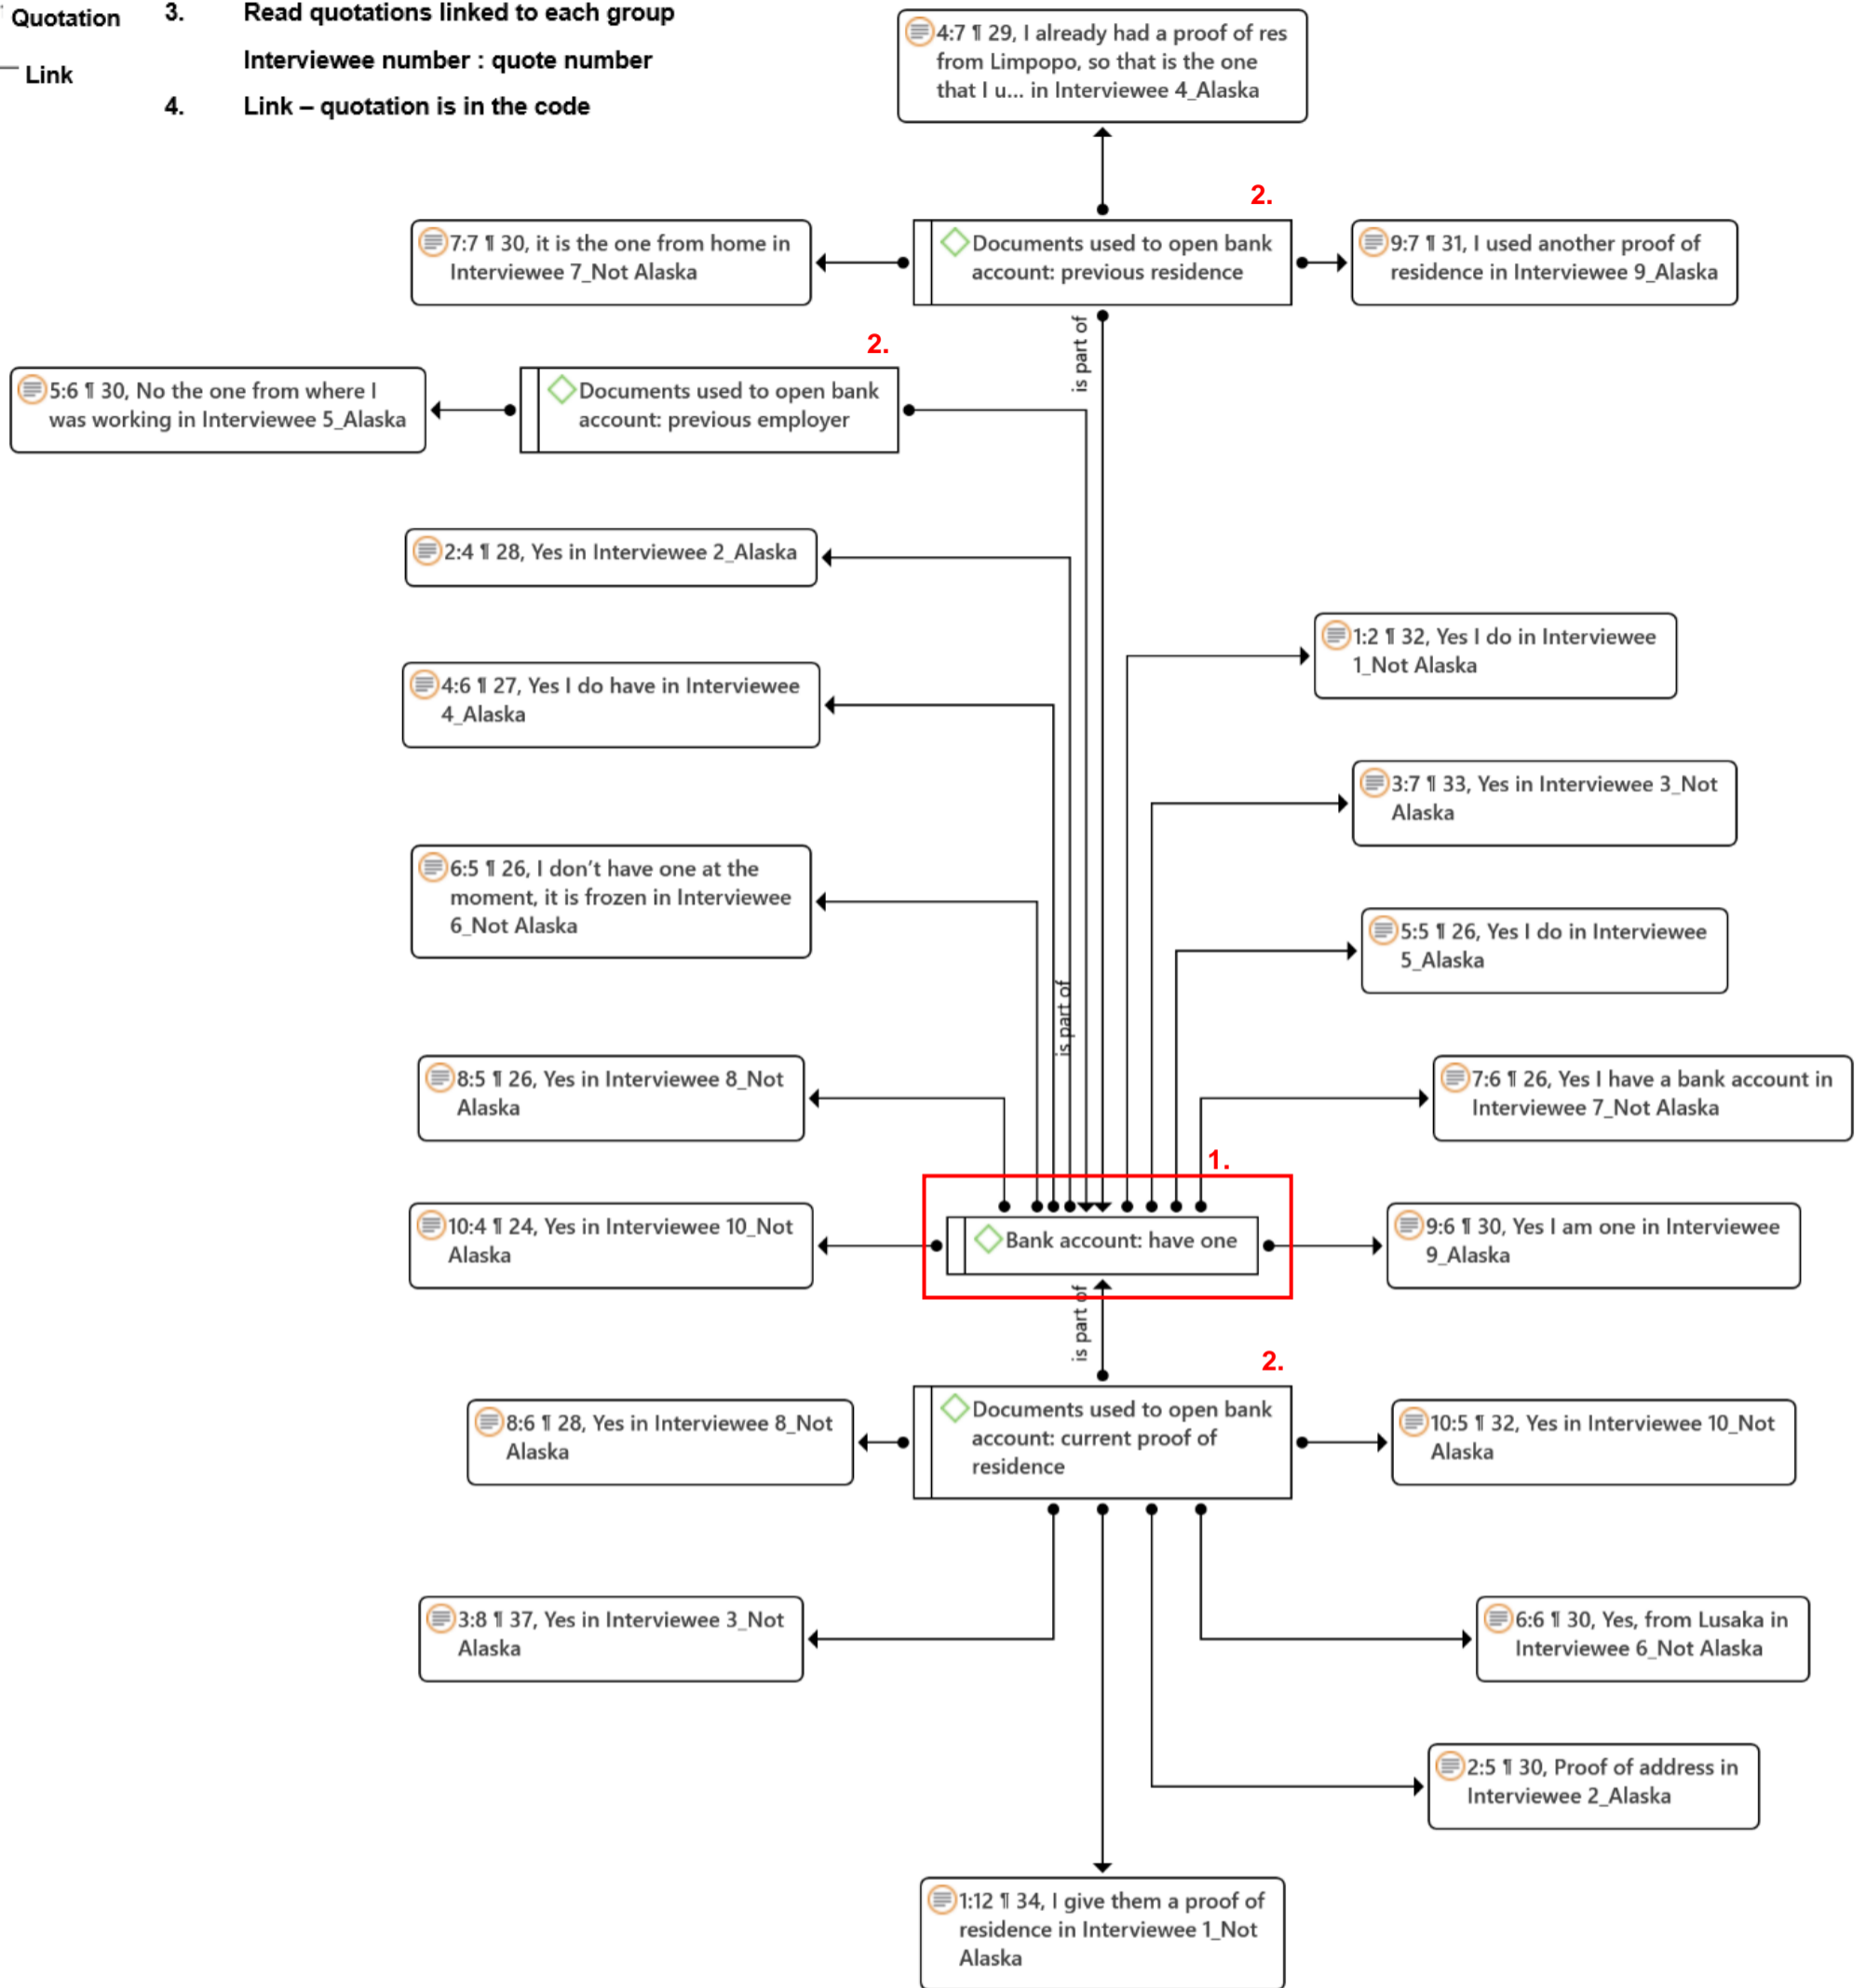 Quotation
Link
3. Read quotations linked to each group
Interviewee number : quote number
4. Link – quotation is in the code
4:7 ¶ 29, I already had a proof of res
from Limpopo, so that is the one
that I u... in Interviewee 4_Alaska
2.
7:7 ¶ 30, it is the one from home in
Interviewee 7_Not Alaska
Documents used to open bank
account: previous residence
9:7 ¶ 31, I used another proof of
residence in Interviewee 9_Alaska
is part of
2.
5:6 ¶ 30, No the one from where I
was working in Interviewee 5_Alaska
Documents used to open bank
account: previous employer
2:4 ¶ 28, Yes in Interviewee 2_Alaska
1:2 ¶ 32, Yes I do in Interviewee
1_Not Alaska
4:6 ¶ 27, Yes I do have in Interviewee
4_Alaska
3:7 ¶ 33, Yes in Interviewee 3_Not
Alaska
6:5 ¶ 26, I don’t have one at the
moment, it is frozen in Interviewee
6_Not Alaska
5:5 ¶ 26, Yes I do in Interviewee
5_Alaska
is part of
8:5 ¶ 26, Yes in Interviewee 8_Not
Alaska
7:6 ¶ 26, Yes I have a bank account in
Interviewee 7_Not Alaska
1.
10:4 ¶ 24, Yes in Interviewee 10_Not
Alaska
Bank account: have one
9:6 ¶ 30, Yes I am one in Interviewee
9_Alaska
is part of
2.
8:6 ¶ 28, Yes in Interviewee 8_Not
Alaska
Documents used to open bank
account: current proof of
residence
10:5 ¶ 32, Yes in Interviewee 10_Not
Alaska
3:8 ¶ 37, Yes in Interviewee 3_Not
Alaska
6:6 ¶ 30, Yes, from Lusaka in
Interviewee 6_Not Alaska
2:5 ¶ 30, Proof of address in
Interviewee 2_Alaska
1:12 ¶ 34, I give them a proof of
residence in Interviewee 1_Not
Alaska